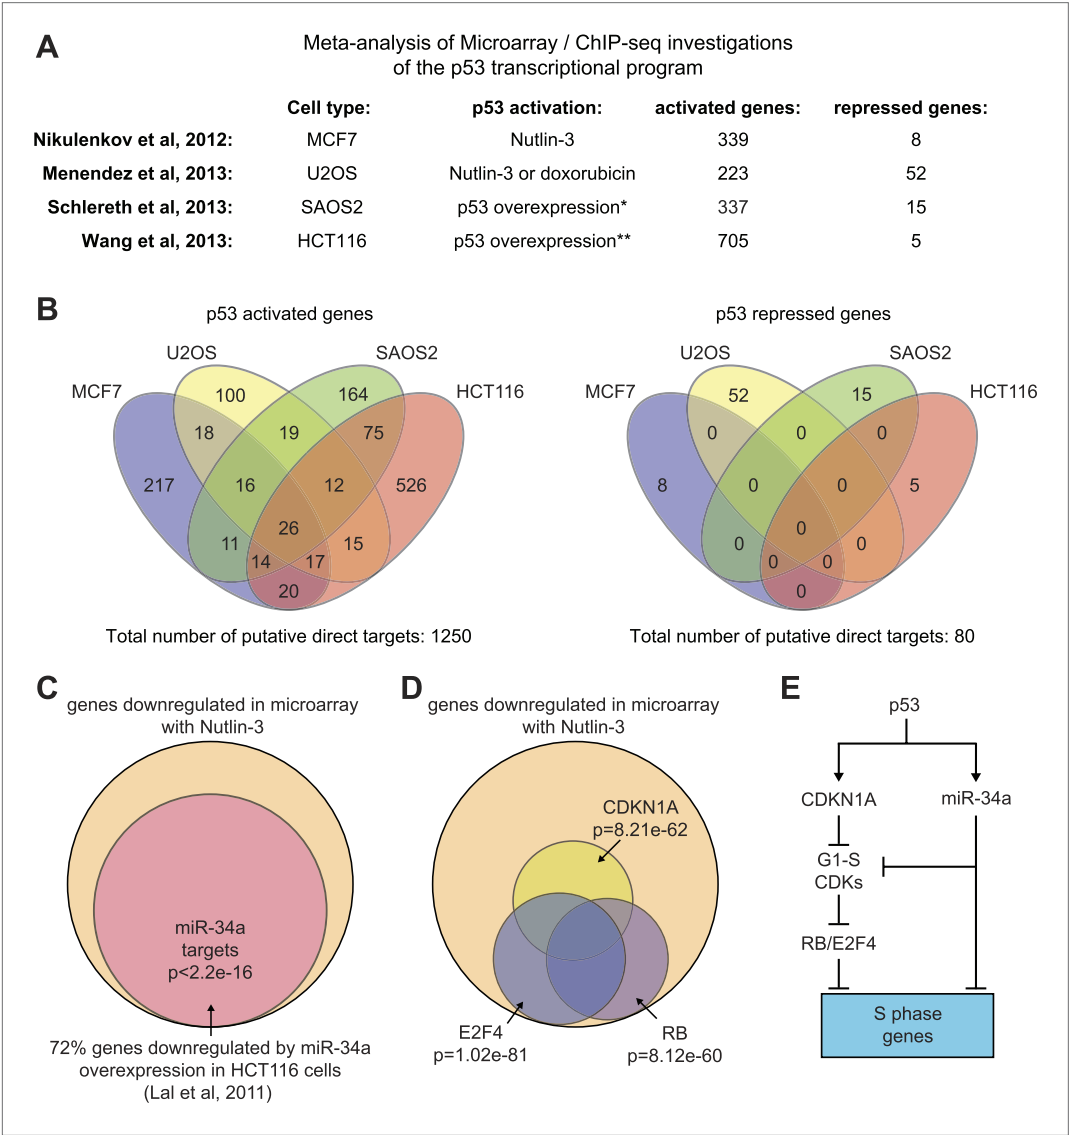 A
Meta-analysis of Microarray / ChIP-seq investigations
of the p53 transcriptional program
Cell type: p53 activation: activated genes: repressed genes:
Nikulenkov et al, 2012: MCF7 Nutlin-3 339 8
Menendez et al, 2013: U2OS Nutlin-3 or doxorubicin 223 52
Schlereth et al, 2013: SAOS2 p53 overexpression* 337 15
Wang et al, 2013: HCT116 p53 overexpression** 705 5
B
p53 activated genes
U2OS SAOS2
MCF7 HCT116
100 164
18 19 75
217 16 12 526
26
11 15
14 17
20
Total number of putative direct targets: 1250
p53 repressed genes
U2OS SAOS2
MCF7 HCT116
52 15
0 0 0
8 0 0 5
0
0 0
0 0
0
Total number of putative direct targets: 80
C
genes downregulated in microarray
with Nutlin-3
miR-34a
targets
p<2.2e-16
72% genes downregulated by miR-34a
overexpression in HCT116 cells
(Lal et al, 2011)
D
genes downregulated in microarray
with Nutlin-3
CDKN1A
p=8.21e-62
E2F4
p=1.02e-81
RB
p=8.12e-60
E
p53
CDKN1A miR-34a
G1-S
CDKs
RB/E2F4
S phase
genes